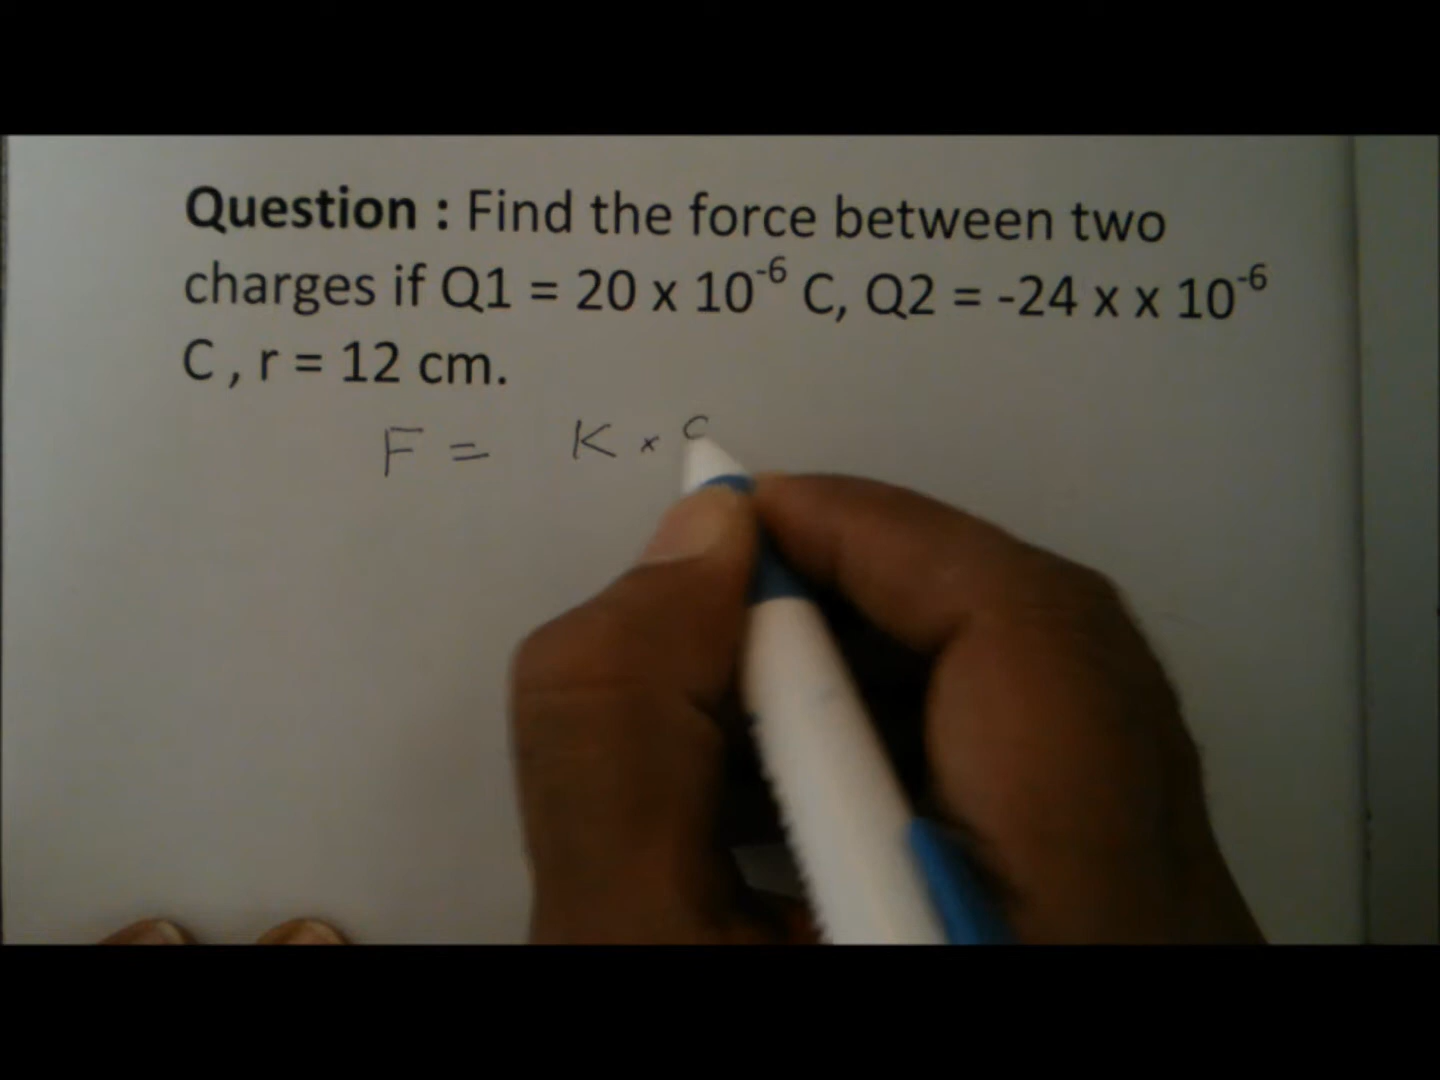 Question : Find the force between two
charges if Q1 = 20 x 10⁻⁶ C, Q2 = -24 x x 10⁻⁶
C , r = 12 cm.
F = K ×